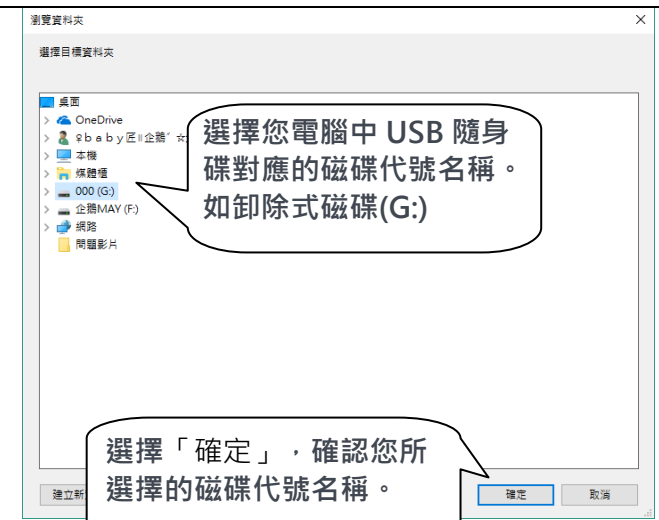 瀏覽資料夾
選擇目標資料夾
桌面
OneDrive
本機
媒體櫃
000 (G:)
企鵝MAY (F:)
網路
問題影片
選擇您電腦中 USB 隨身
碟對應的磁碟代號名稱。
如卸除式磁碟(G:)
選擇「確定」，確認您所
選擇的磁碟代號名稱。
建立新
確定
取消